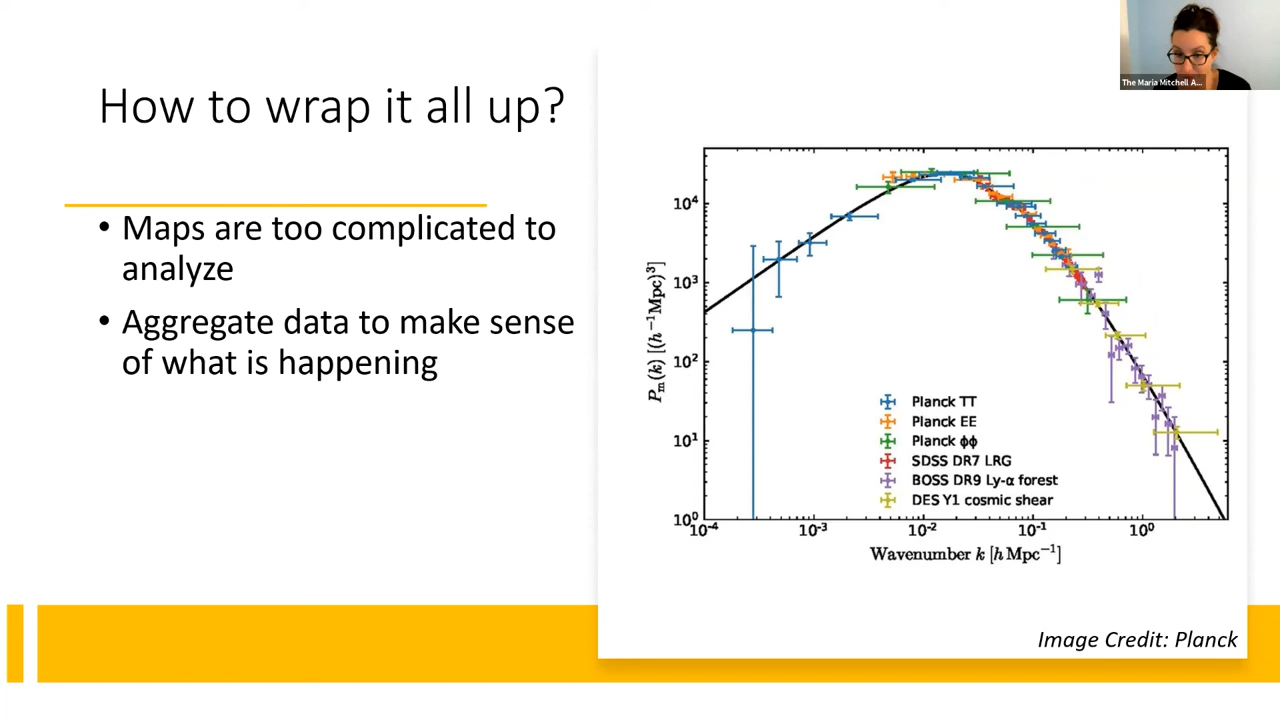 The Maria Mitchell A...
How to wrap it all up?
• Maps are too complicated to
analyze
• Aggregate data to make sense
of what is happening
10⁴
10³
10²
10¹
10⁰
Pₘ(k) [(h⁻¹Mpc)³]
Planck TT
Planck EE
Planck ϕϕ
SDSS DR7 LRG
BOSS DR9 Ly-α forest
DES Y1 cosmic shear
10⁻⁴ 10⁻³ 10⁻² 10⁻¹ 10⁰
Wavenumber k [h Mpc⁻¹]
Image Credit: Planck